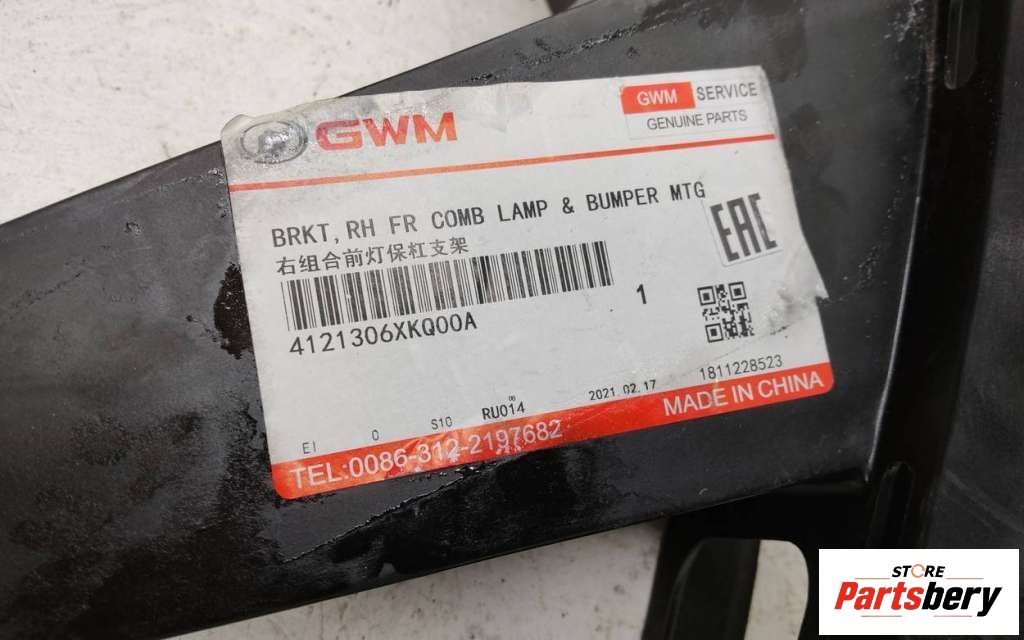 GWM
GWM SERVICE
GENUINE PARTS
BRKT,RH FR COMB LAMP & BUMPER MTG
右组合前灯保杠支架
EAC
4121306XKQ00A
1
1811228523
EI 0 S10 RU014 06 2021.02.17
MADE IN CHINA
TEL:0086-312-2197682
STORE
Partsbery